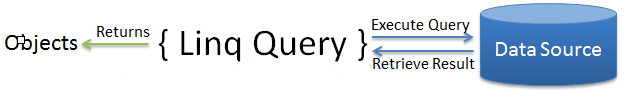 Objects
Returns
{ Linq Query }
Execute Query
Retrieve Result
Data Source